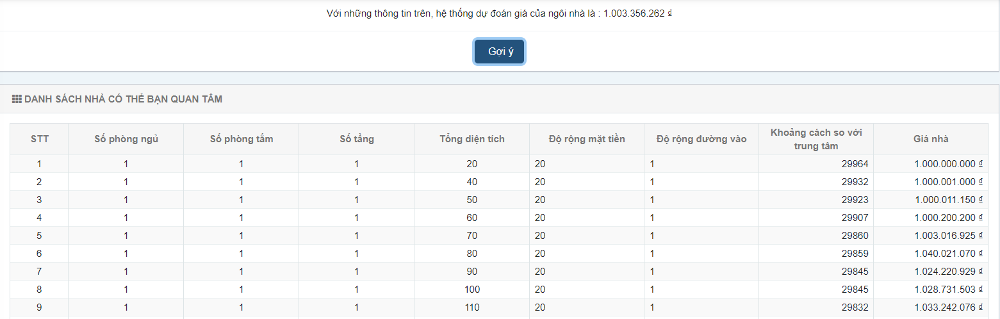 Với những thông tin trên, hệ thống dự đoán giá của ngôi nhà là : 1.003.356.262 ₫
Gợi ý
DANH SÁCH NHÀ CÓ THỂ BẠN QUAN TÂM
STT Số phòng ngủ Số phòng tắm Số tầng Tổng diện tích Độ rộng mặt tiền Độ rộng đường vào Khoảng cách so với trung tâm Giá nhà
1 1 1 1 20 20 1 29964 1.000.000.000 ₫
2 1 1 1 40 20 1 29932 1.000.001.000 ₫
3 1 1 1 50 20 1 29923 1.000.011.150 ₫
4 1 1 1 60 20 1 29907 1.000.200.200 ₫
5 1 1 1 70 20 1 29860 1.003.016.925 ₫
6 1 1 1 80 20 1 29859 1.040.021.070 ₫
7 1 1 1 90 20 1 29845 1.024.220.929 ₫
8 1 1 1 100 20 1 29845 1.028.731.503 ₫
9 1 1 1 110 20 1 29832 1.033.242.076 ₫